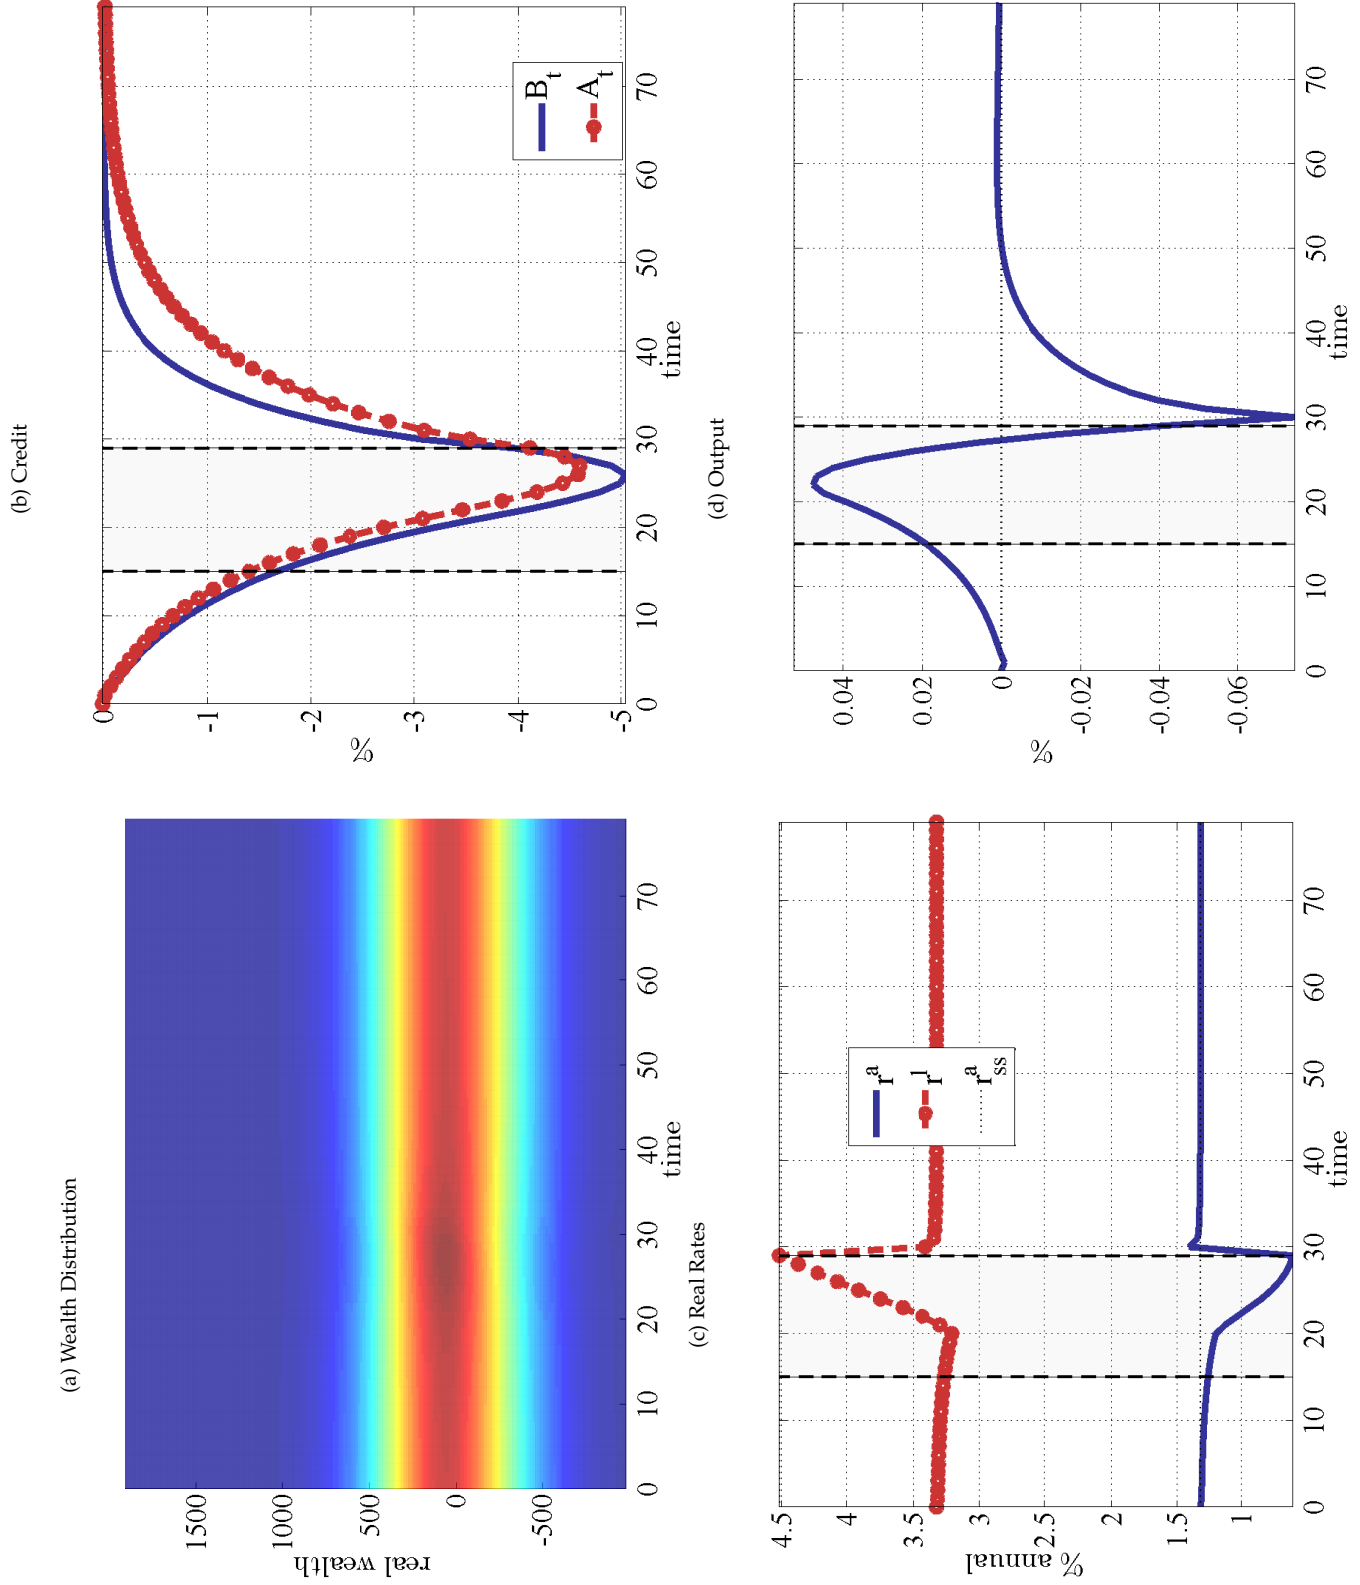 (a) Wealth Distribution
real wealth
1500
1000
500
0
-500
0 10 20 30 40 50 60 70
time
(b) Credit
%
0
-1
-2
-3
-4
-5
0 10 20 30 40 50 60 70
time
B_t
A_t
(c) Real Rates
% annual
4.5
4
3.5
3
2.5
2
1.5
1
0 10 20 30 40 50 60 70
time
r^a
r^l
r^a_ss
(d) Output
%
0.04
0.02
0
-0.02
-0.04
-0.06
0 10 20 30 40 50 60 70
time